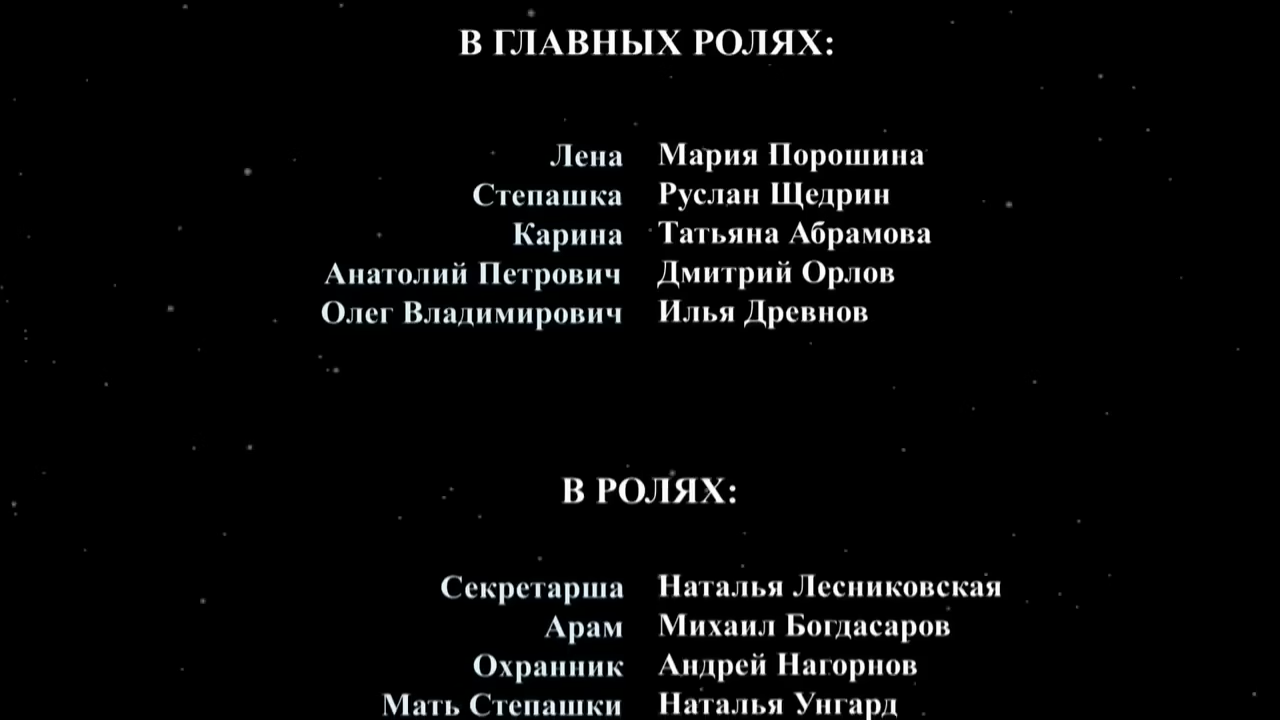 В ГЛАВНЫХ РОЛЯХ:
Лена Мария Порошина
Степашка Руслан Щедрин
Карина Татьяна Абрамова
Анатолий Петрович Дмитрий Орлов
Олег Владимирович Илья Древнов
В РОЛЯХ:
Секретарша Наталья Лесниковская
Арам Михаил Богдасаров
Охранник Андрей Нагорнов
Мать Степашки Наталья Унгард